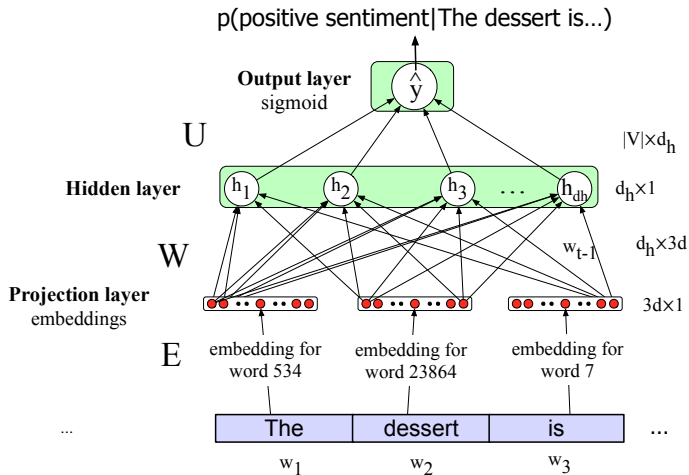 p(positive sentiment|The dessert is…)
Output layer
sigmoid
ŷ
U
|V|×dh
Hidden layer
h1 h2 h3 … hdh
dh×1
W
wt-1
dh×3d
Projection layer
embeddings
3d×1
E
embedding for
word 534
embedding for
word 23864
embedding for
word 7
... The dessert is ...
w1 w2 w3